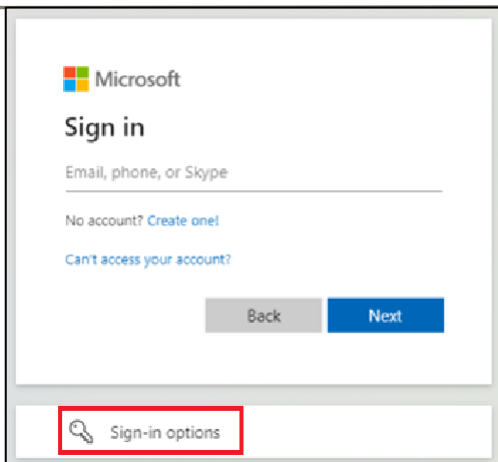 Microsoft
Sign in
Email, phone, or Skype
No account? Create one!
Can't access your account?
Back Next
Sign-in options